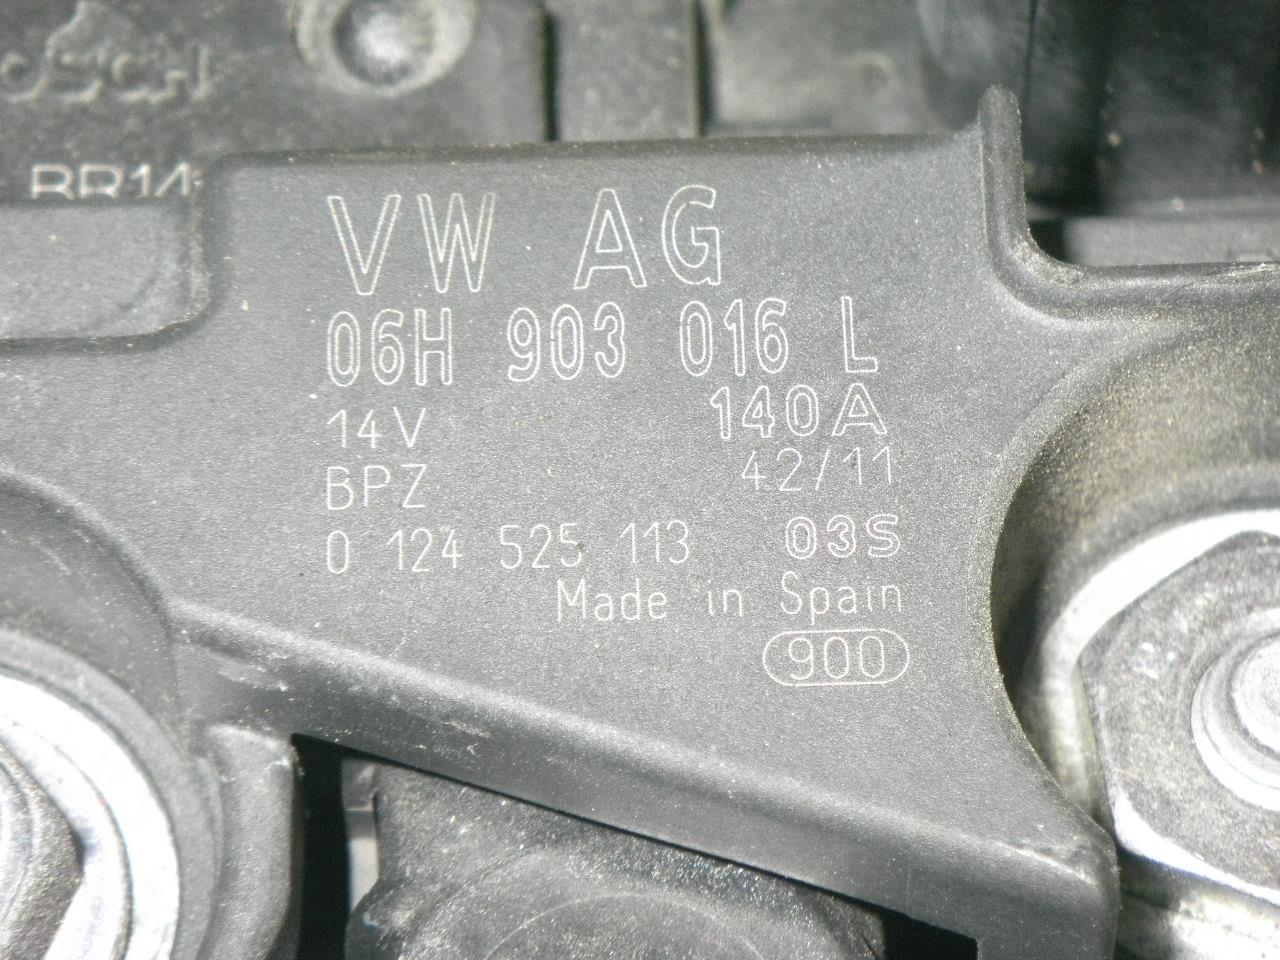 BR14
VW AG
06H 903 016 L
14V 140A
BPZ 42/11
0 124 525 113 03S
Made in Spain
900